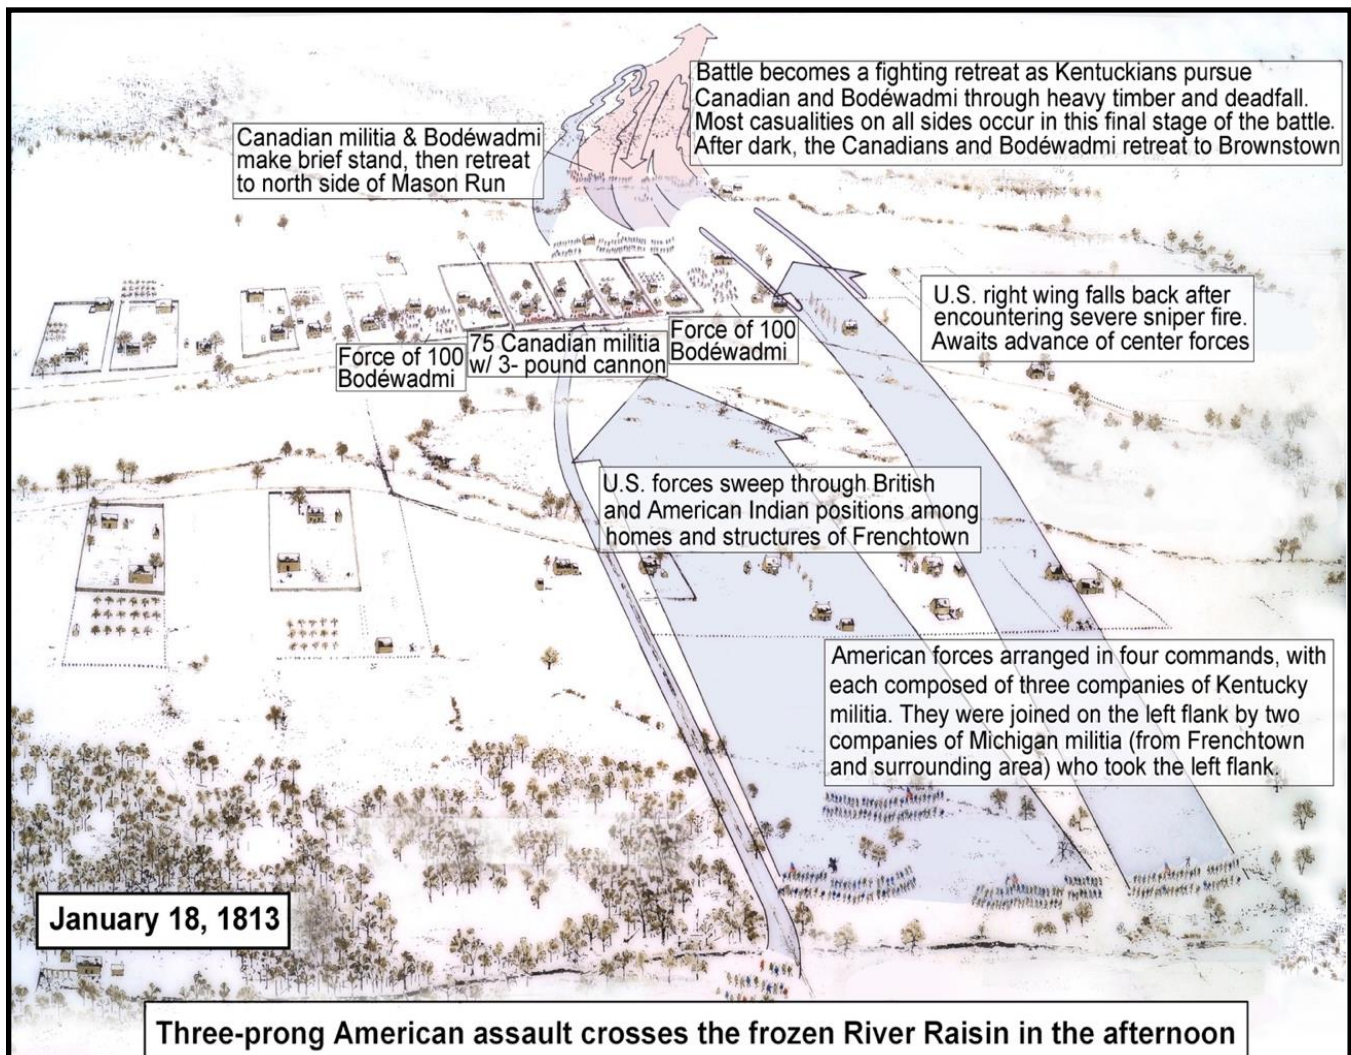 Battle becomes a fighting retreat as Kentuckians pursue
Canadian and Bodéwadmi through heavy timber and deadfall.
Most casualities on all sides occur in this final stage of the battle.
After dark, the Canadians and Bodéwadmi retreat to Brownstown
Canadian militia & Bodéwadmi
make brief stand, then retreat
to north side of Mason Run
U.S. right wing falls back after
encountering severe sniper fire.
Awaits advance of center forces
Force of 100
Bodéwadmi
75 Canadian militia
w/ 3- pound cannon
Force of 100
Bodéwadmi
U.S. forces sweep through British
and American Indian positions among
homes and structures of Frenchtown
American forces arranged in four commands, with
each composed of three companies of Kentucky
militia. They were joined on the left flank by two
companies of Michigan militia (from Frenchtown
and surrounding area) who took the left flank.
January 18, 1813
Three-prong American assault crosses the frozen River Raisin in the afternoon